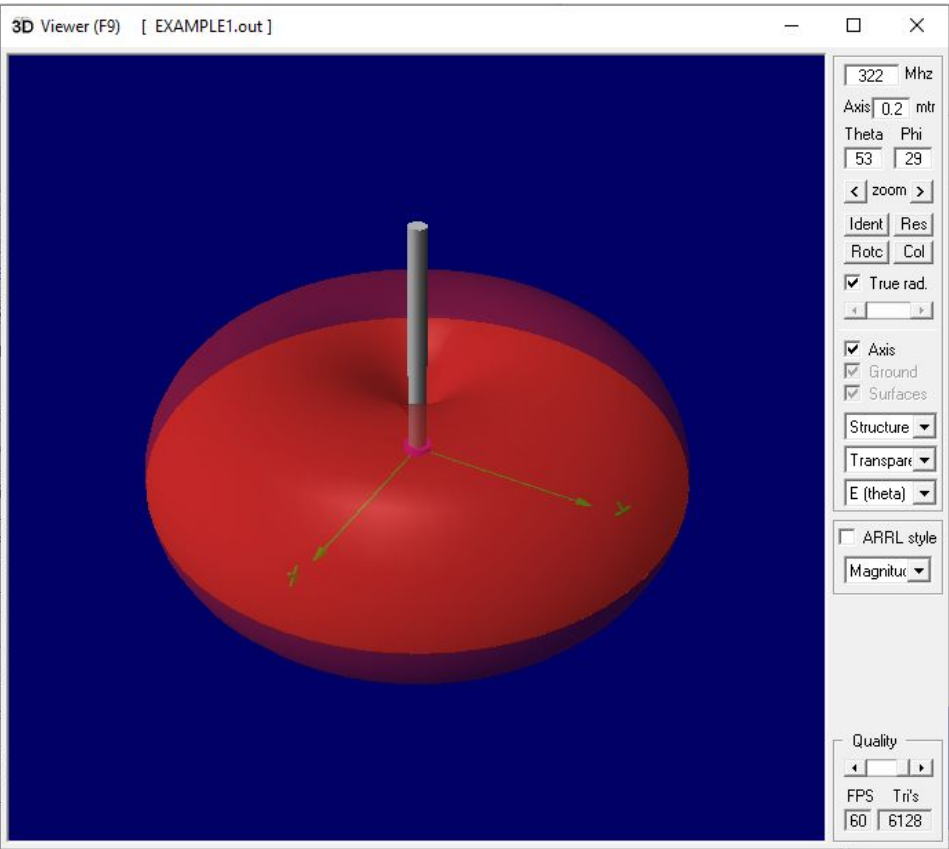 3D Viewer (F9) [ EXAMPLE1.out ]
322 Mhz
Axis 0.2 mtr
Theta Phi
53 29
< zoom >
Ident Res
Rotc Col
True rad.
Axis
Ground
Surfaces
Structure
Transpare
E (theta)
ARRL style
Magnituc
Quality
FPS Tri's
60 6128
Y
X